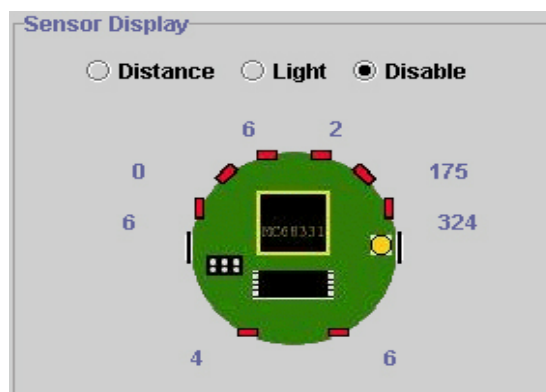 Sensor Display
Distance Light Disable
6 2
0 175
6 324
MC68331
4 6